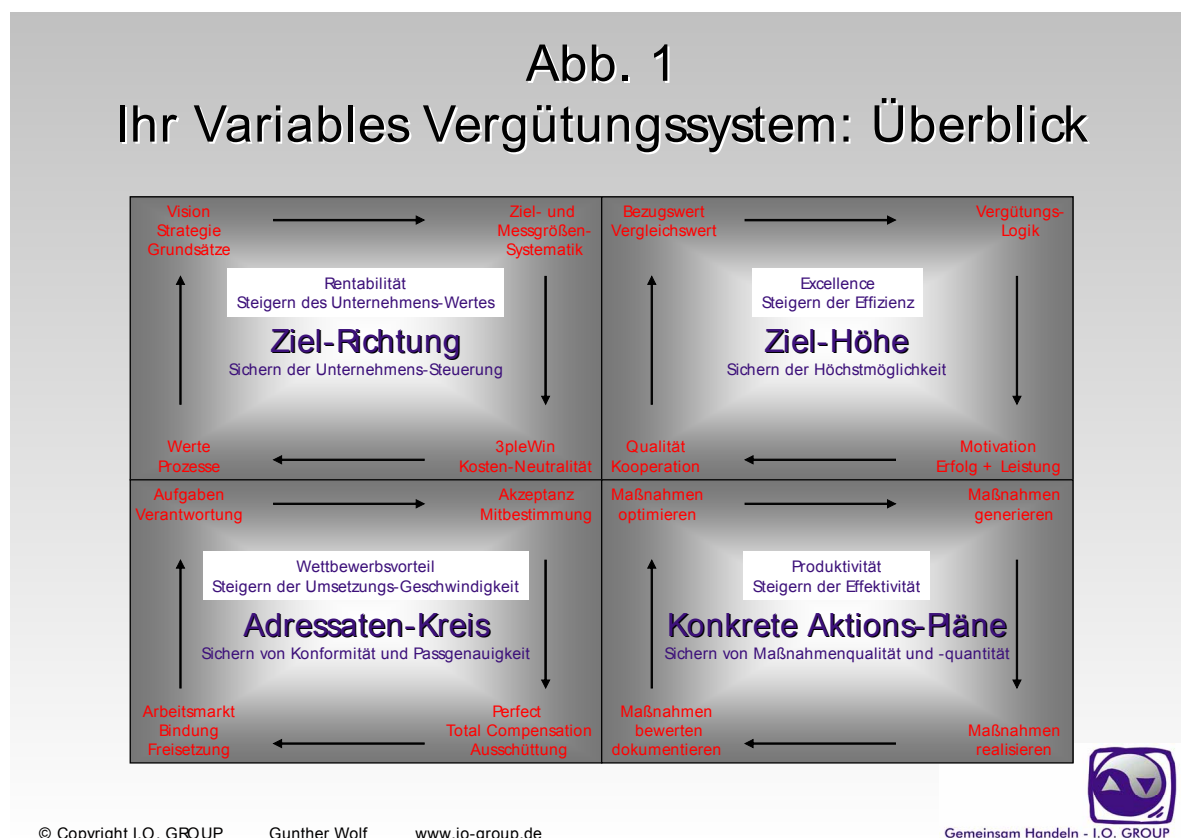 Abb. 1
Ihr Variables Vergütungssystem: Überblick
Vision
Strategie
Grundsätze
Ziel- und
Messgrößen-
Systematik
Rentabilität
Steigern des Unternehmens-Wertes
Ziel-Richtung
Sichern der Unternehmens-Steuerung
Werte
Prozesse
3pleWin
Kosten-Neutralität
Bezugswert
Vergleichswert
Vergütungs-
Logik
Excellence
Steigern der Effizienz
Ziel-Höhe
Sichern der Höchstmöglichkeit
Qualität
Kooperation
Motivation
Erfolg + Leistung
Aufgaben
Verantwortung
Akzeptanz
Mitbestimmung
Wettbewerbsvorteil
Steigern der Umsetzungs-Geschwindigkeit
Adressaten-Kreis
Sichern von Konformität und Passgenauigkeit
Arbeitsmarkt
Bindung
Freisetzung
Perfect
Total Compensation
Ausschüttung
Maßnahmen
optimieren
Maßnahmen
generieren
Produktivität
Steigern der Effektivität
Konkrete Aktions-Pläne
Sichern von Maßnahmenqualität und -quantität
Maßnahmen
bewerten
dokumentieren
Maßnahmen
realisieren
© Copyright I.O. GROUP Gunther Wolf www.io-group.de
Gemeinsam Handeln - I.O. GROUP